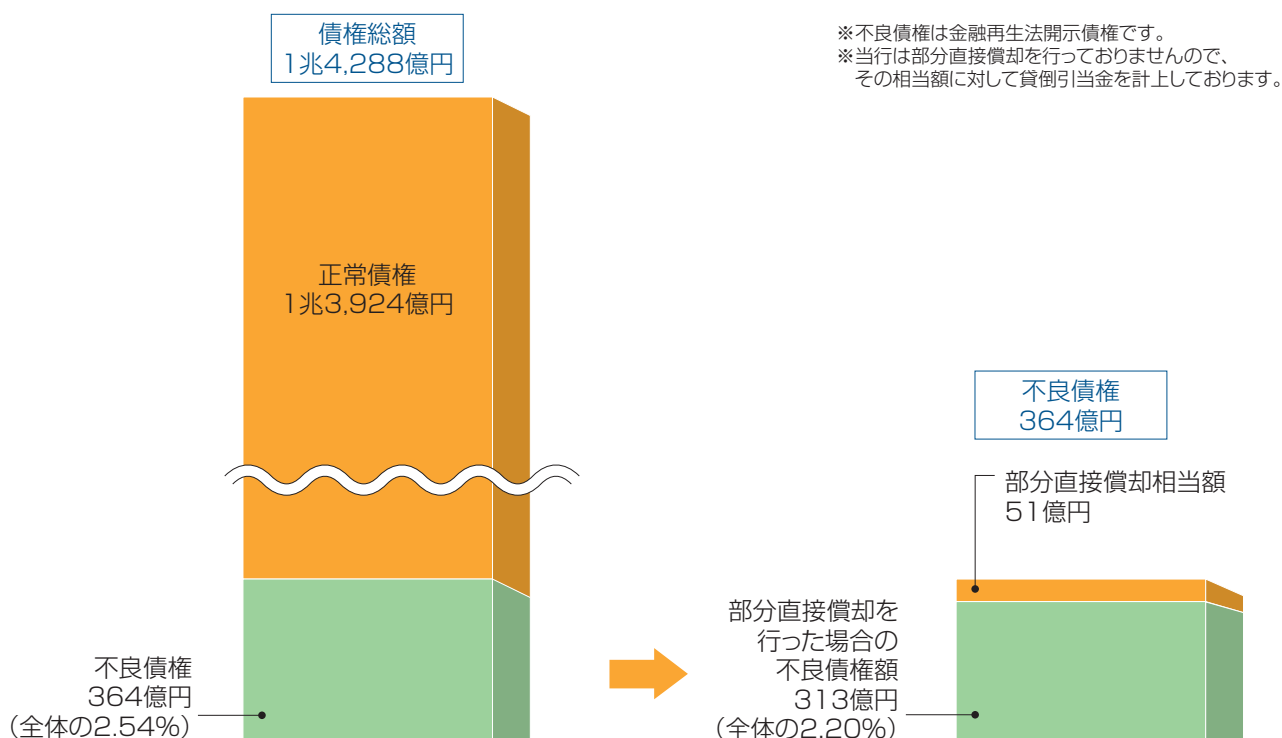 債権総額
1兆4,288億円
※不良債権は金融再生法開示債権です。
※当行は部分直接償却を行っておりませんので、
その相当額に対して貸倒引当金を計上しております。
正常債権
1兆3,924億円
不良債権
364億円
(全体の2.54%)
不良債権
364億円
部分直接償却相当額
51億円
部分直接償却を
行った場合の
不良債権額
313億円
(全体の2.20%)